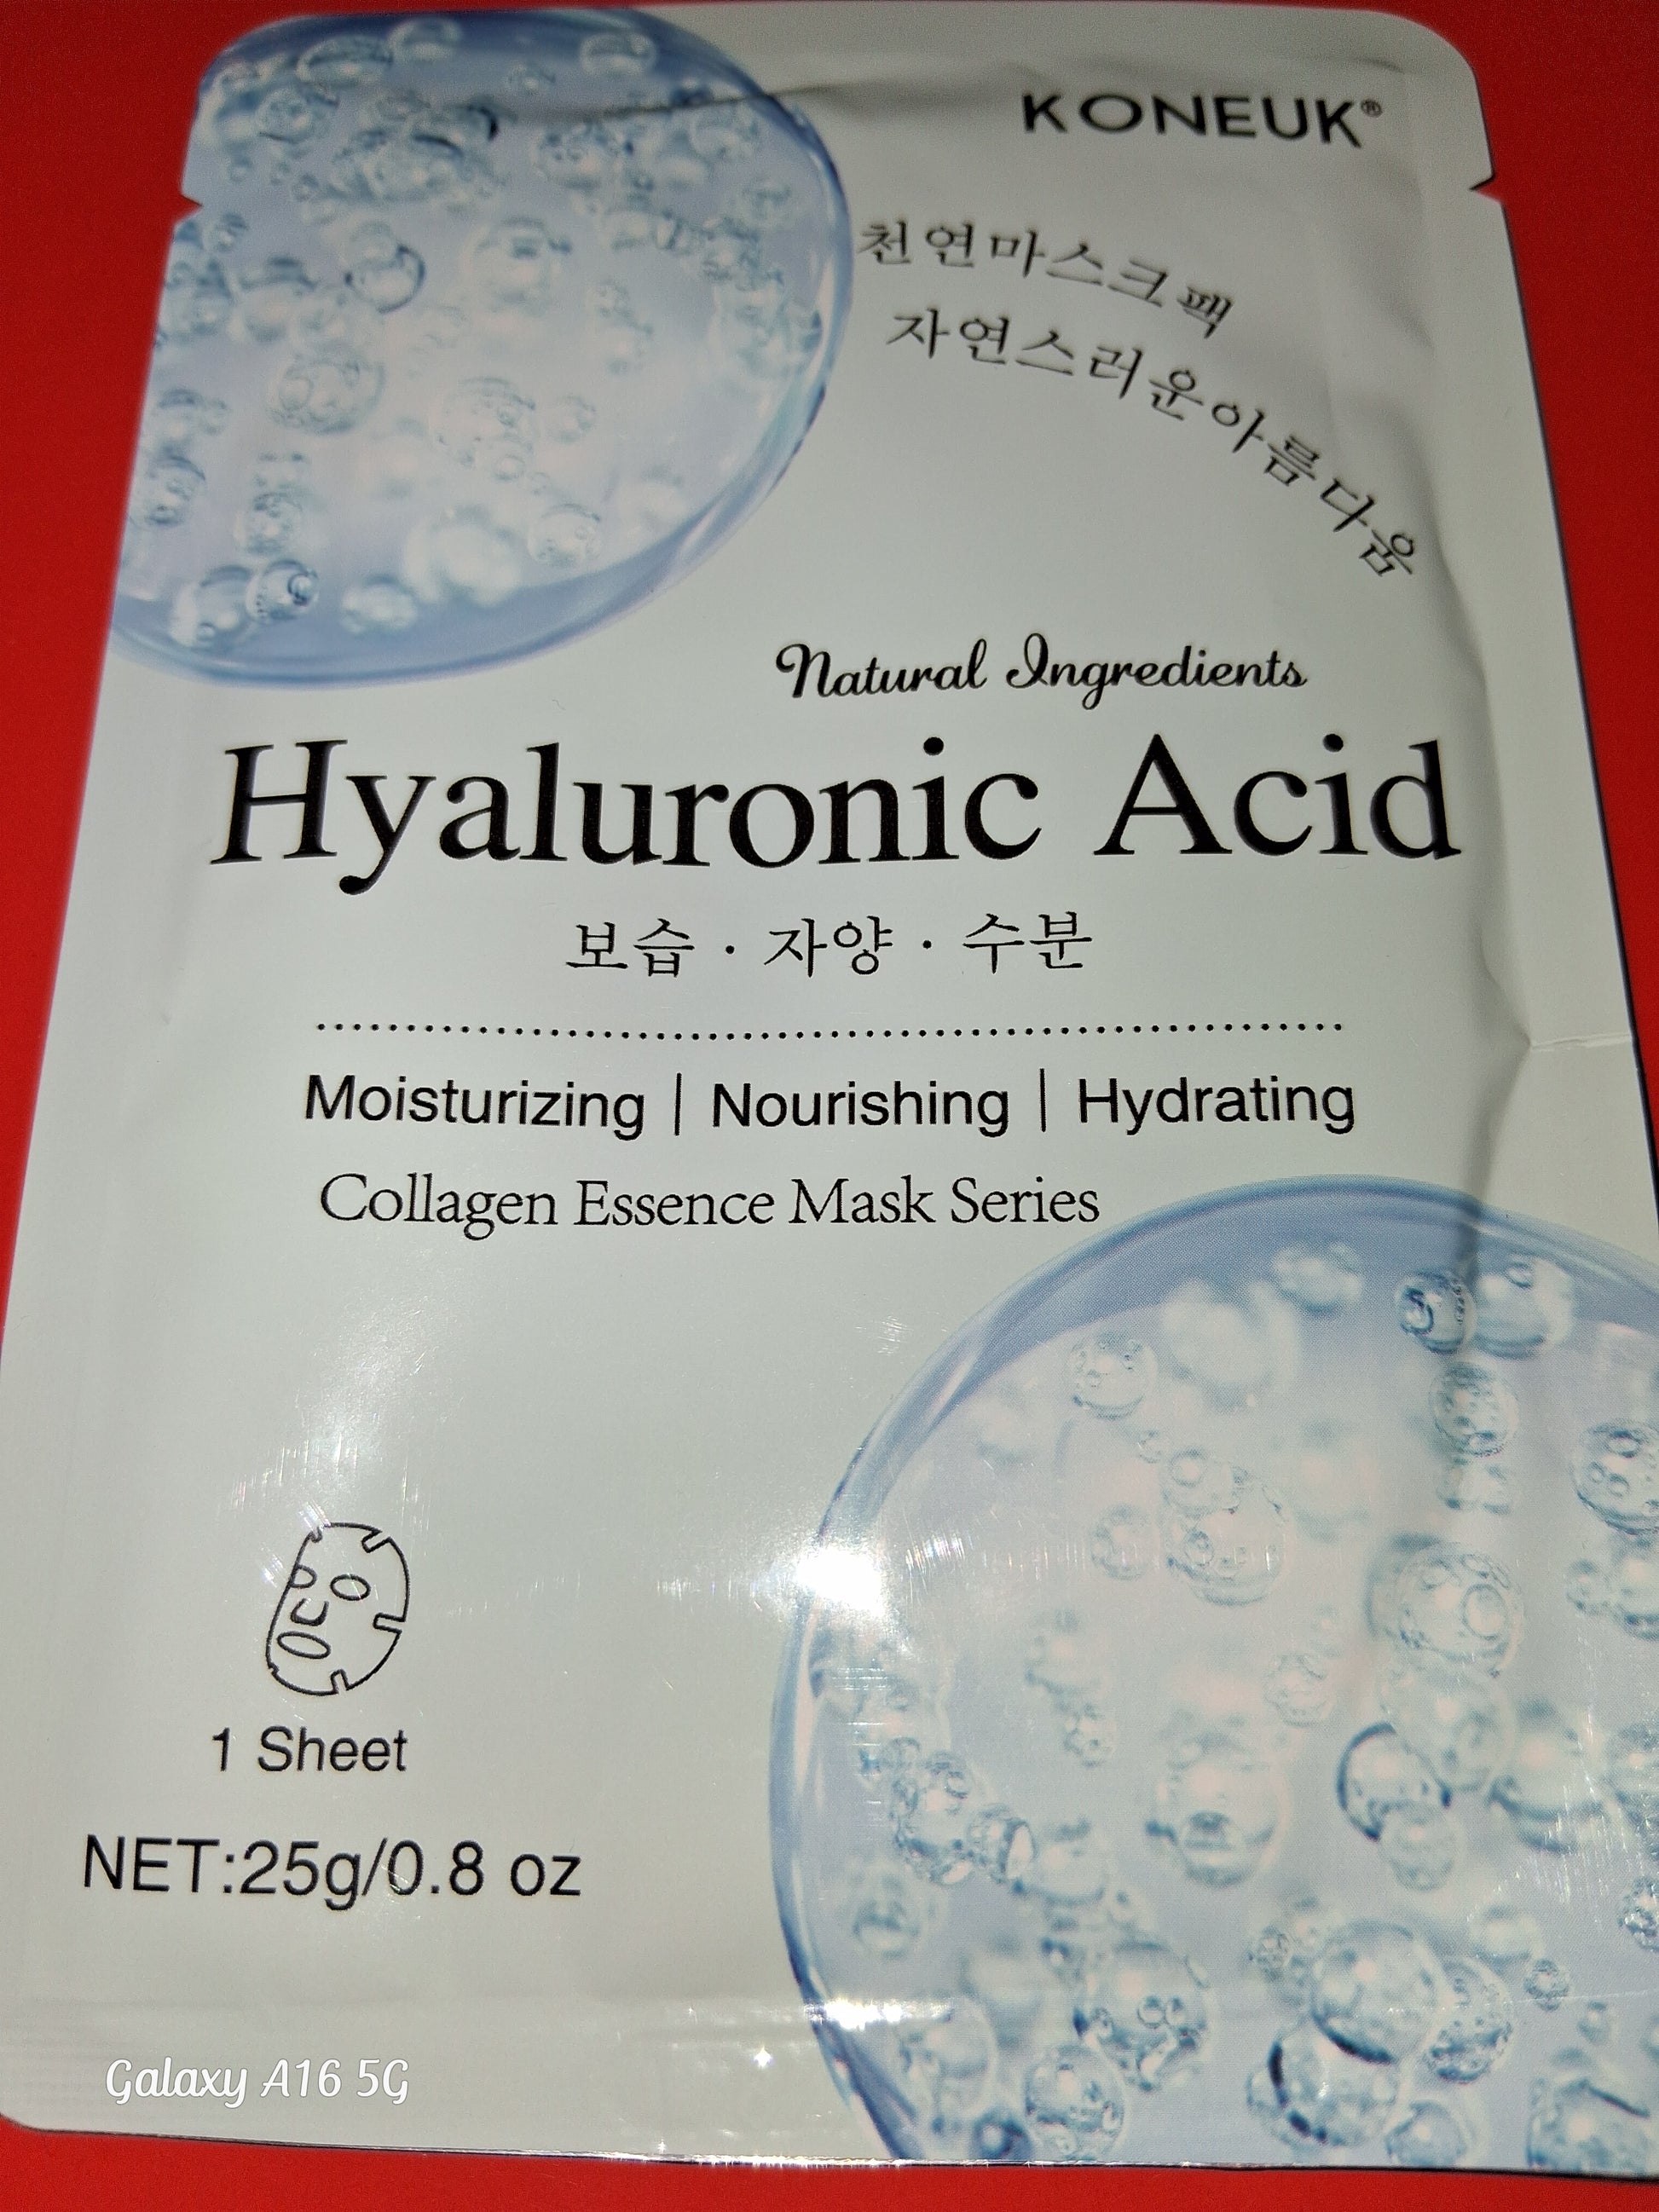 KONEUK®
천연마스크팩
자연스러운아름다움
Natural Ingredients
Hyaluronic Acid
보습 · 자양 · 수분
Moisturizing | Nourishing | Hydrating
Collagen Essence Mask Series
1 Sheet
NET:25g/0.8 oz
Galaxy A16 5G